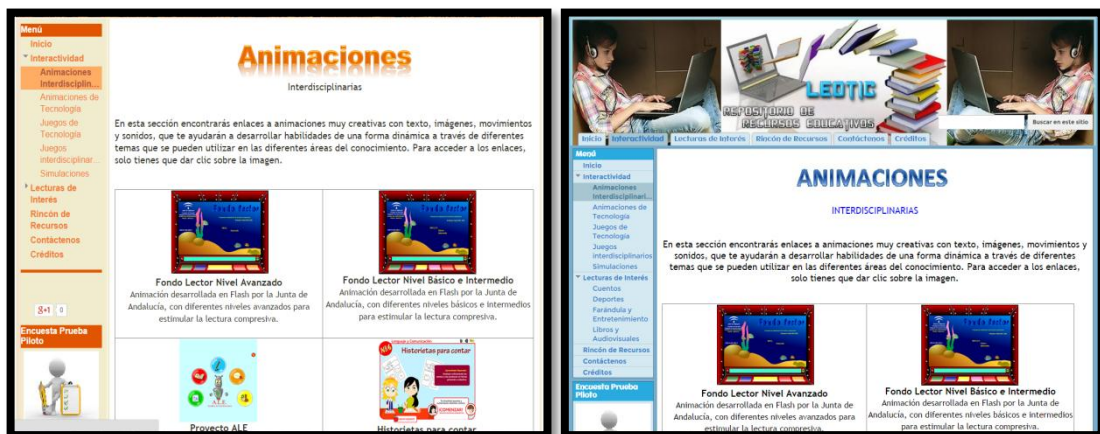 Menú
Inicio
Interactividad
Animaciones
Interdisciplin...
Animaciones de
Tecnología
Juegos de
Tecnología
Juegos
interdisciplinar...
Simulaciones
Lecturas de
Interés
Rincón de
Recursos
Contáctenos
Créditos
g+1 0
Encuesta Prueba
Piloto
Animaciones
Interdisciplinarias
En esta sección encontrarás enlaces a animaciones muy creativas con texto, imágenes, movimientos
y sonidos, que te ayudarán a desarrollar habilidades de una forma dinámica a través de diferentes
temas que se pueden utilizar en las diferentes áreas del conocimiento. Para acceder a los enlaces,
solo tienes que dar clic sobre la imagen.
Fondo Lector
Fondo Lector Nivel Avanzado
Animación desarrollada en Flash por la Junta de
Andalucía, con diferentes niveles avanzados para
estimular la lectura compresiva.
Fondo Lector
Fondo Lector Nivel Básico e Intermedio
Animación desarrollada en Flash por la Junta de
Andalucía, con diferentes niveles básicos e intermedios
para estimular la lectura compresiva.
A.L.E.
Proyecto ALE
Historietas para contar
Historietas para contar
LEOTIC
REPOSITORIO DE
RECURSOS EDUCATIVOS
Buscar en este sitio
Inicio Interactividad Lecturas de Interés Rincón de Recursos Contáctenos Créditos
Menú
Inicio
Interactividad
Animaciones
Interdisciplinari...
Animaciones de
Tecnología
Juegos de
Tecnología
Juegos
interdisciplinarios
Simulaciones
Lecturas de Interés
Cuentos
Deportes
Farándula y
Entretenimiento
Libros y
Audiovisuales
Rincón de Recursos
Contáctenos
Créditos
Encuesta Prueba
Piloto
ANIMACIONES
INTERDISCIPLINARIAS
En esta sección encontrarás enlaces a animaciones muy creativas con texto, imágenes, movimientos y
sonidos, que te ayudarán a desarrollar habilidades de una forma dinámica a través de diferentes
temas que se pueden utilizar en las diferentes áreas del conocimiento. Para acceder a los enlaces,
solo tienes que dar clic sobre la imagen.
Fondo Lector
Fondo Lector Nivel Avanzado
Animación desarrollada en Flash por la Junta de
Andalucía, con diferentes niveles avanzados para
estimular la lectura compresiva.
Fondo Lector
Fondo Lector Nivel Básico e Intermedio
Animación desarrollada en Flash por la Junta de
Andalucía, con diferentes niveles básicos e intermedios
para estimular la lectura compresiva.